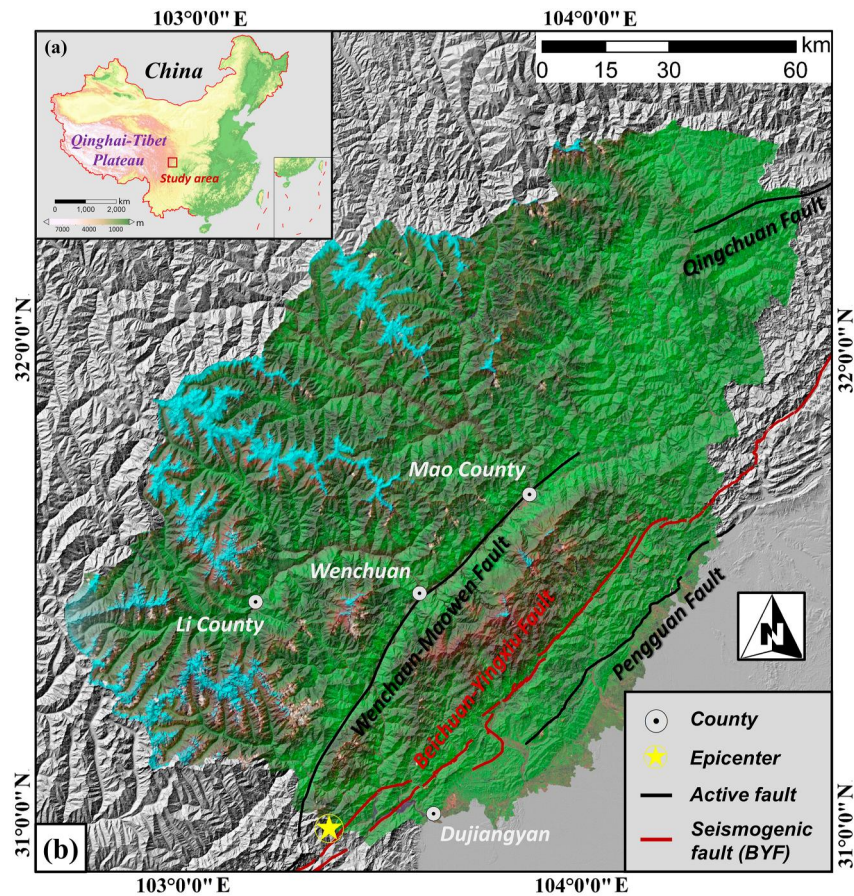 103°0'0"E
104°0'0"E
(a)
China
Qinghai-Tibet
Plateau
Study area
0 1,000 2,000
km
7000 4000 1000
m
km
0 15 30 60
Qingchuan Fault
32°0'0"N
32°0'0"N
Mao County
Wenchuan
Li County
Wenchuan-Maowen Fault
Beichuan-Yingxiu Fault
Pengguan Fault
N
County
Epicenter
Active fault
Seismogenic
fault (BYF)
31°0'0"N
31°0'0"N
Dujiangyan
(b)
103°0'0"E
104°0'0"E